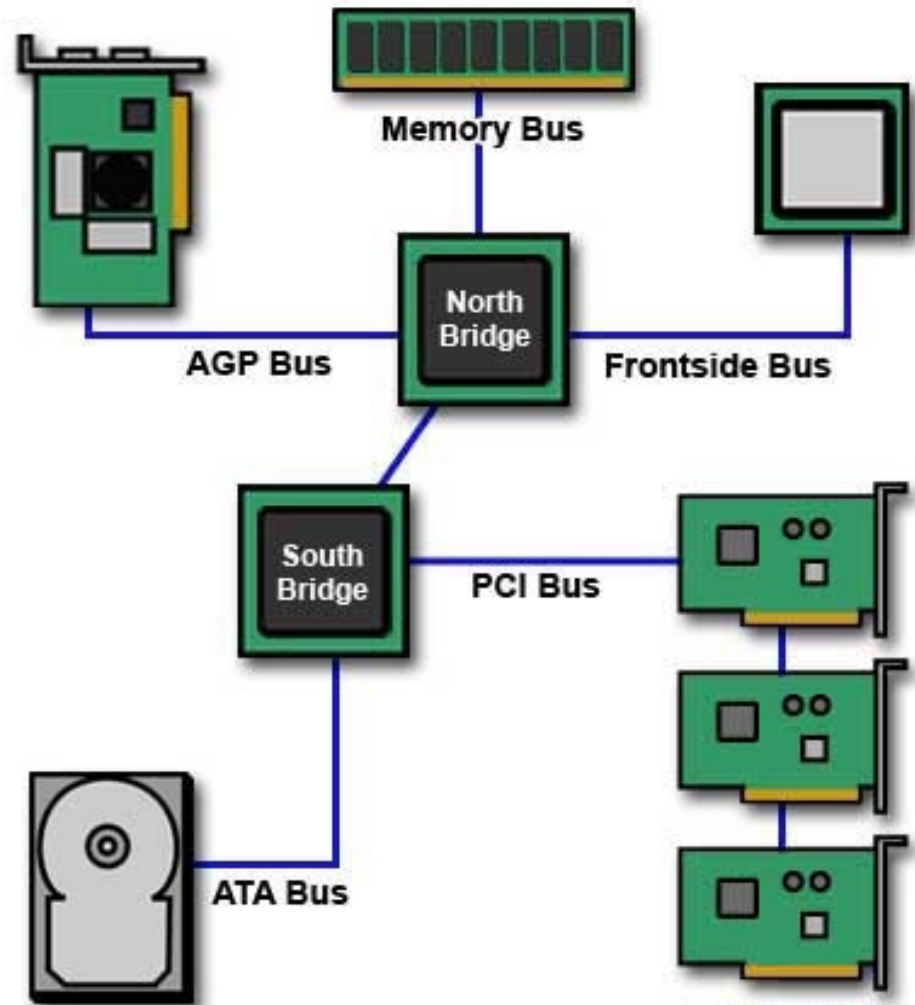 Memory Bus
North
Bridge
AGP Bus
Frontside Bus
South
Bridge
PCI Bus
ATA Bus